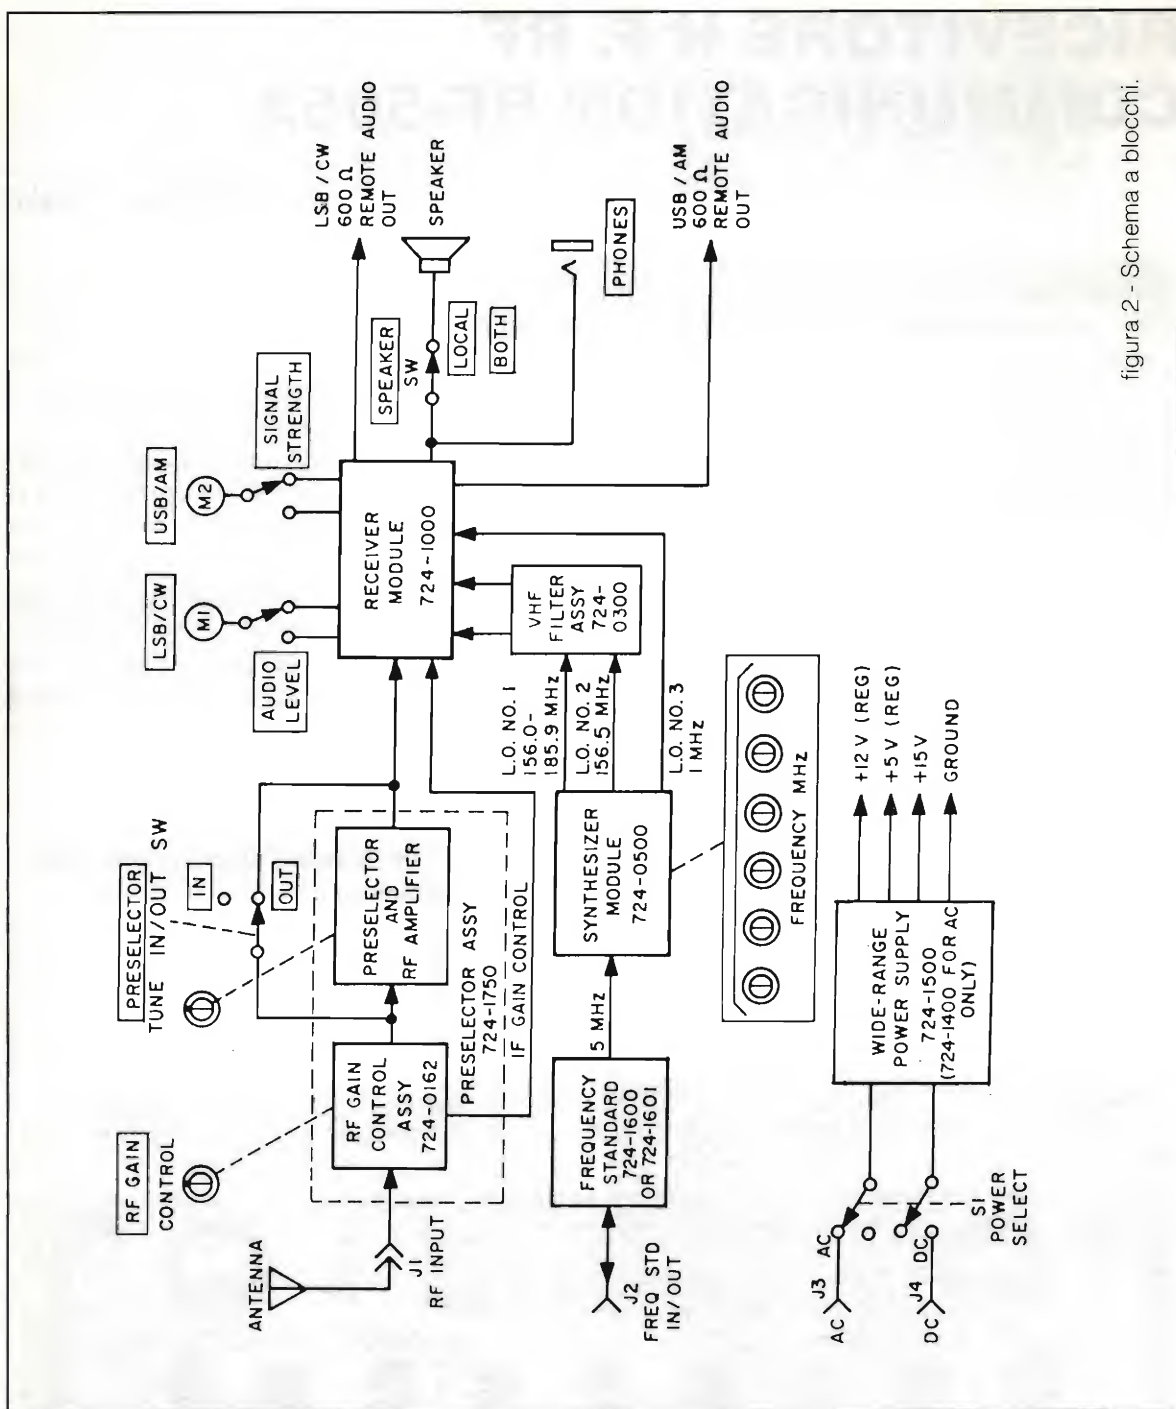 ANTENNA
J1
RF INPUT
RF GAIN
CONTROL
RF GAIN
CONTROL
ASSY
724-0162
PRESELECTOR
TUNE IN/OUT SW
IN
OUT
PRESELECTOR
AND
RF AMPLIFIER
PRESELECTOR ASSY
724-1750
IF GAIN CONTROL
LSB/CW
M1
AUDIO
LEVEL
USB/AM
M2
SIGNAL
STRENGTH
RECEIVER
MODULE
724-1000
LSB/CW
600 Ω
REMOTE AUDIO
OUT
SPEAKER
SW
LOCAL
BOTH
SPEAKER
PHONES
USB/AM
600 Ω
REMOTE AUDIO
OUT
J2
FREQ STD
IN/OUT
FREQUENCY
STANDARD
724-1600
OR 724-1601
5 MHz
SYNTHESIZER
MODULE
724-0500
L.O. NO. 1
156.0-
185.9 MHz
L.O. NO. 2
156.5 MHz
L.O. NO. 3
1 MHz
VHF
FILTER
ASSY
724-
0300
FREQUENCY MHz
J3
AC
AC
J4
DC
DC
S1
POWER
SELECT
WIDE-RANGE
POWER SUPPLY
724-1500
(724-1400 FOR AC
ONLY)
+12V (REG)
+5V (REG)
+15V
GROUND
figura 2 - Schema a blocchi.